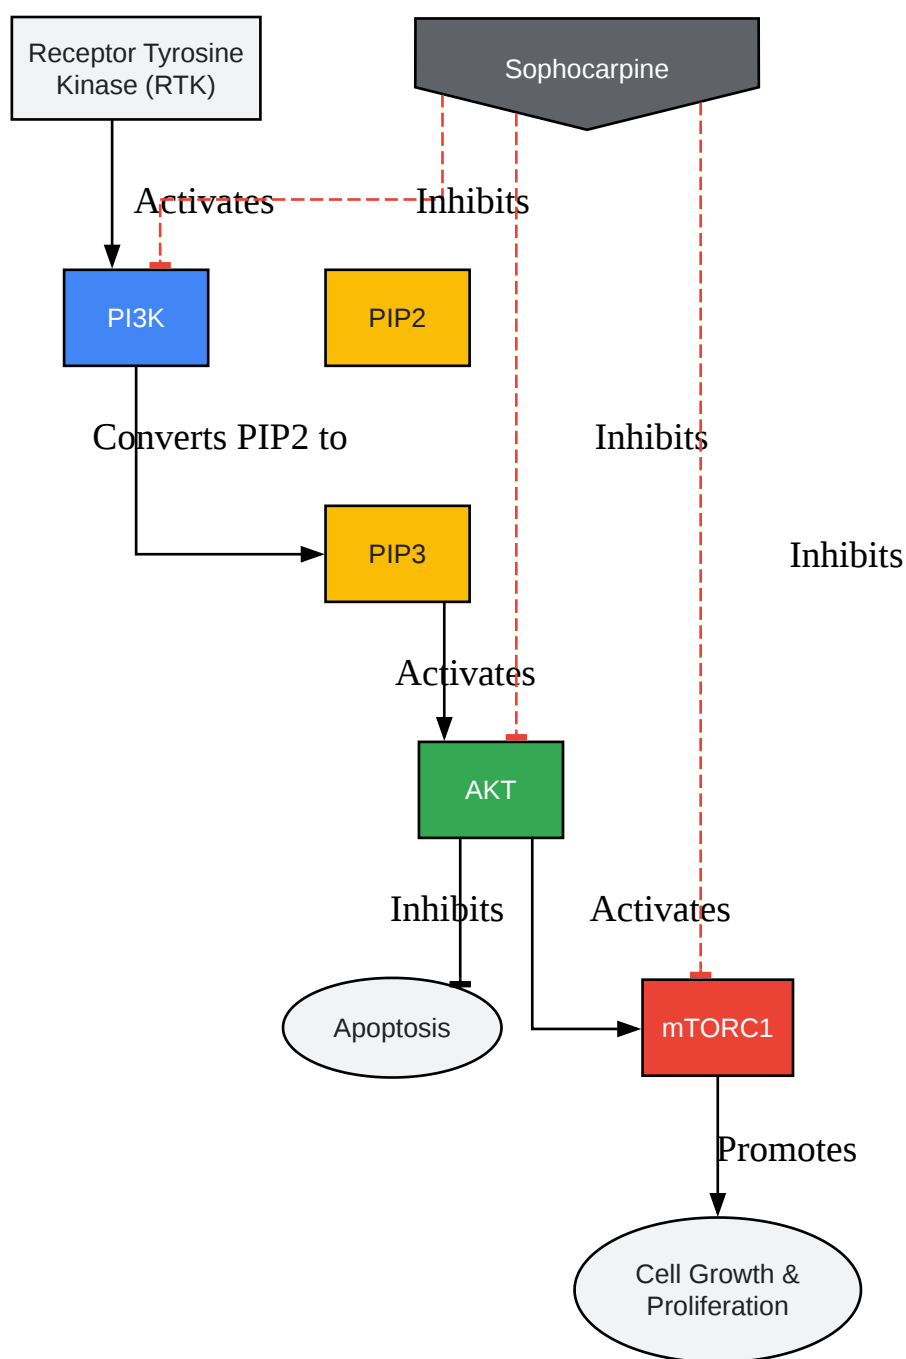 Receptor Tyrosine
Kinase (RTK)
Sophocarpine
Activates
Inhibits
PI3K
PIP2
Converts PIP2 to
Inhibits
PIP3
Inhibits
Activates
AKT
Inhibits
Activates
Apoptosis
mTORC1
Promotes
Cell Growth &
Proliferation